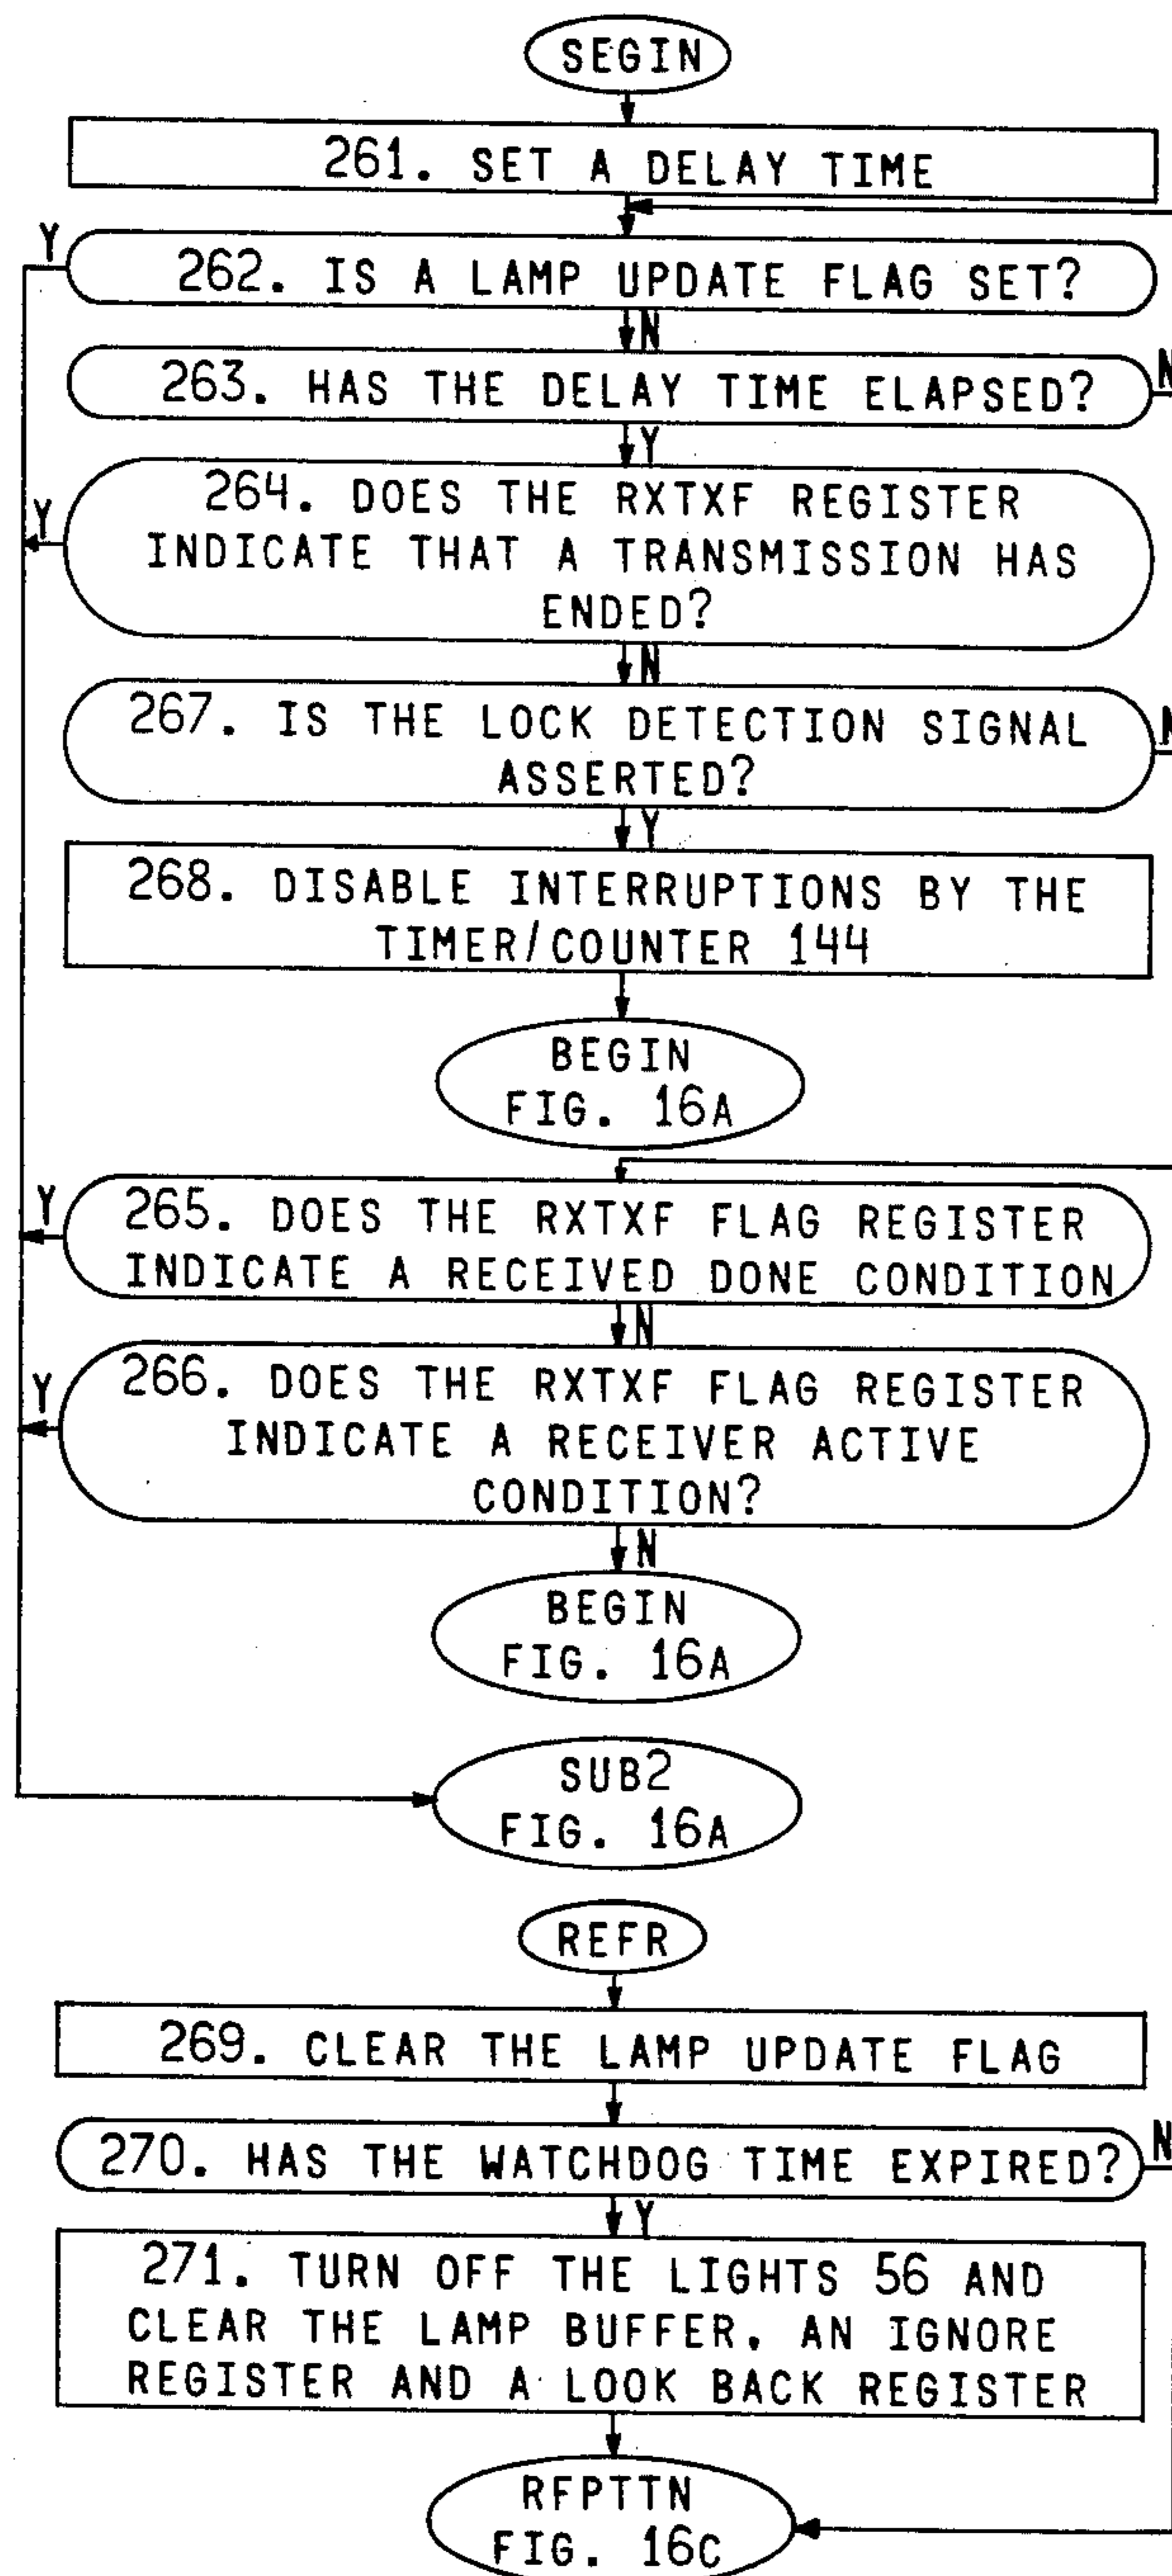 SEGIN
261. SET A DELAY TIME
Y
262. IS A LAMP UPDATE FLAG SET?
N
263. HAS THE DELAY TIME ELAPSED?
N
Y
264. DOES THE RXTXF REGISTER
INDICATE THAT A TRANSMISSION HAS
ENDED?
Y
N
267. IS THE LOCK DETECTION SIGNAL
ASSERTED?
N
Y
268. DISABLE INTERRUPTIONS BY THE
TIMER/COUNTER 144
BEGIN
FIG. 16A
Y
265. DOES THE RXTXF FLAG REGISTER
INDICATE A RECEIVED DONE CONDITION
N
Y
266. DOES THE RXTXF FLAG REGISTER
INDICATE A RECEIVER ACTIVE
CONDITION?
N
BEGIN
FIG. 16A
SUB2
FIG. 16A
REFR
269. CLEAR THE LAMP UPDATE FLAG
270. HAS THE WATCHDOG TIME EXPIRED?
N
Y
271. TURN OFF THE LIGHTS 56 AND
CLEAR THE LAMP BUFFER, AN IGNORE
REGISTER AND A LOOK BACK REGISTER
RFPTTN
FIG. 16C